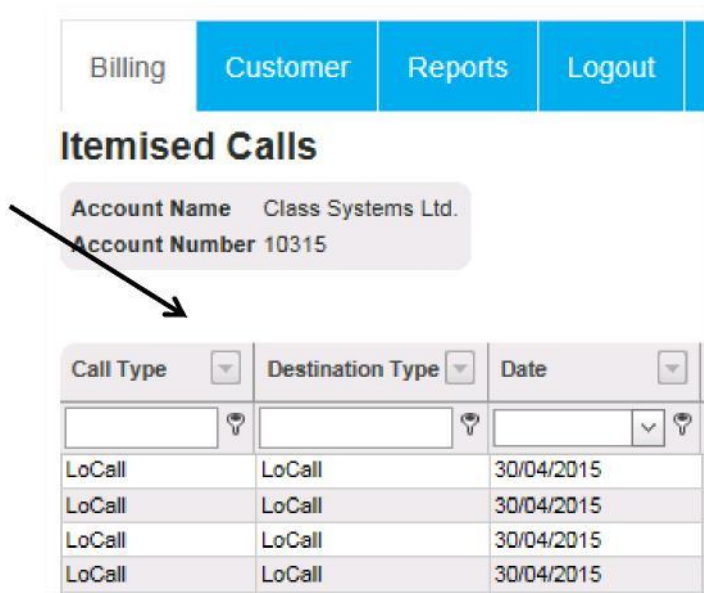 Billing Customer Reports Logout
Itemised Calls
Account Name Class Systems Ltd.
Account Number 10315
Call Type Destination Type Date
LoCall LoCall 30/04/2015
LoCall LoCall 30/04/2015
LoCall LoCall 30/04/2015
LoCall LoCall 30/04/2015